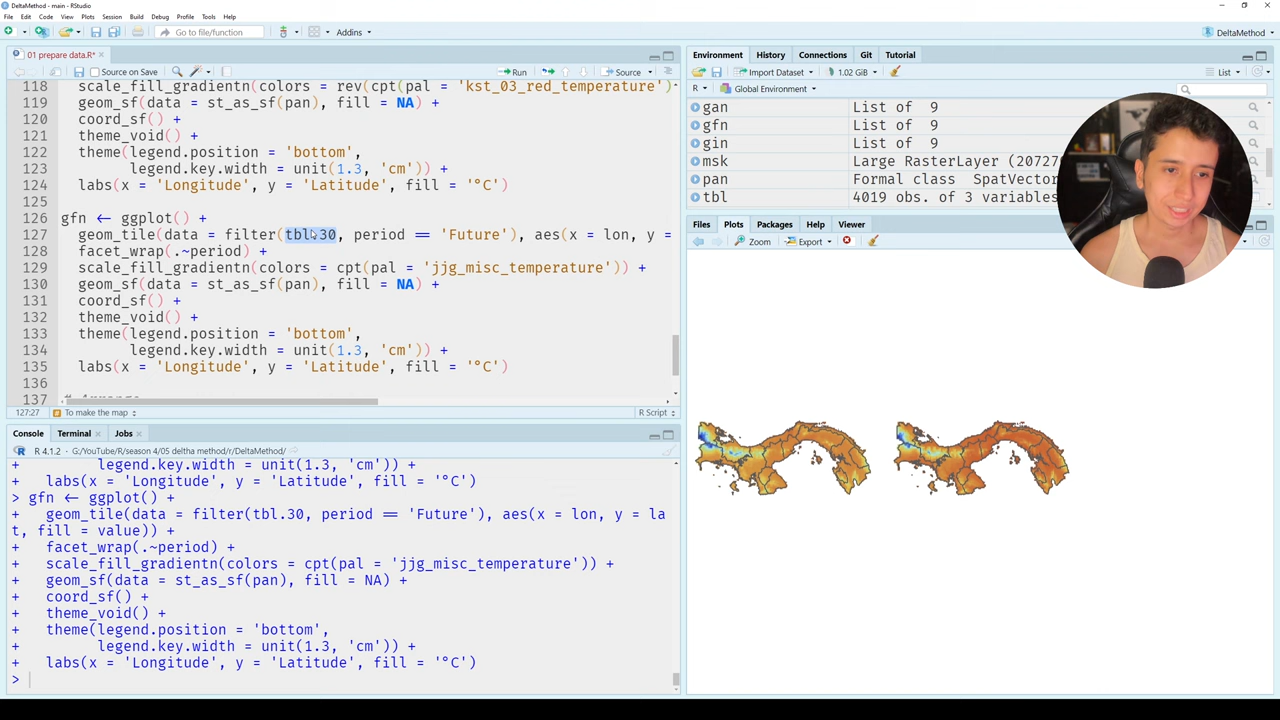 DeltaMethod - main - RStudio
File Edit Code View Plots Session Build Debug Profile Tools Help
Go to file/function
Addins
DeltaMethod
01 prepare data.R*
Source on Save
Run
Source
118 scale_fill_gradientn(colors = rev(cpt(pal = 'kst_03_red_temperature')
119 geom_sf(data = st_as_sf(pan), fill = NA) +
120 coord_sf() +
121 theme_void() +
122 theme(legend.position = 'bottom',
123 legend.key.width = unit(1.3, 'cm')) +
124 labs(x = 'Longitude', y = 'Latitude', fill = '°C')
125
126 gfn ← ggplot() +
127 geom_tile(data = filter(tbl.30, period == 'Future'), aes(x = lon, y =
128 facet_wrap(.~period) +
129 scale_fill_gradientn(colors = cpt(pal = 'jjg_misc_temperature')) +
130 geom_sf(data = st_as_sf(pan), fill = NA) +
131 coord_sf() +
132 theme_void() +
133 theme(legend.position = 'bottom',
134 legend.key.width = unit(1.3, 'cm')) +
135 labs(x = 'Longitude', y = 'Latitude', fill = '°C')
136
137
127:27 # To make the map
R Script
Console Terminal Jobs
R 4.1.2 · G:/YouTube/R/season 4/05 deltha method/r/DeltaMethod/
+ legend.key.width = unit(1.3, 'cm')) +
+ labs(x = 'Longitude', y = 'Latitude', fill = '°C')
> gfn ← ggplot() +
+ geom_tile(data = filter(tbl.30, period == 'Future'), aes(x = lon, y = la
t, fill = value)) +
+ facet_wrap(.~period) +
+ scale_fill_gradientn(colors = cpt(pal = 'jjg_misc_temperature')) +
+ geom_sf(data = st_as_sf(pan), fill = NA) +
+ coord_sf() +
+ theme_void() +
+ theme(legend.position = 'bottom',
+ legend.key.width = unit(1.3, 'cm')) +
+ labs(x = 'Longitude', y = 'Latitude', fill = '°C')
>
Environment History Connections Git Tutorial
Import Dataset 1.02 GiB List
R Global Environment
gan List of 9
gfn List of 9
gin List of 9
msk Large RasterLayer (207270
pan Formal class SpatVector
tbl 4019 obs. of 3 variables
Files Plots Packages Help Viewer
Zoom Export